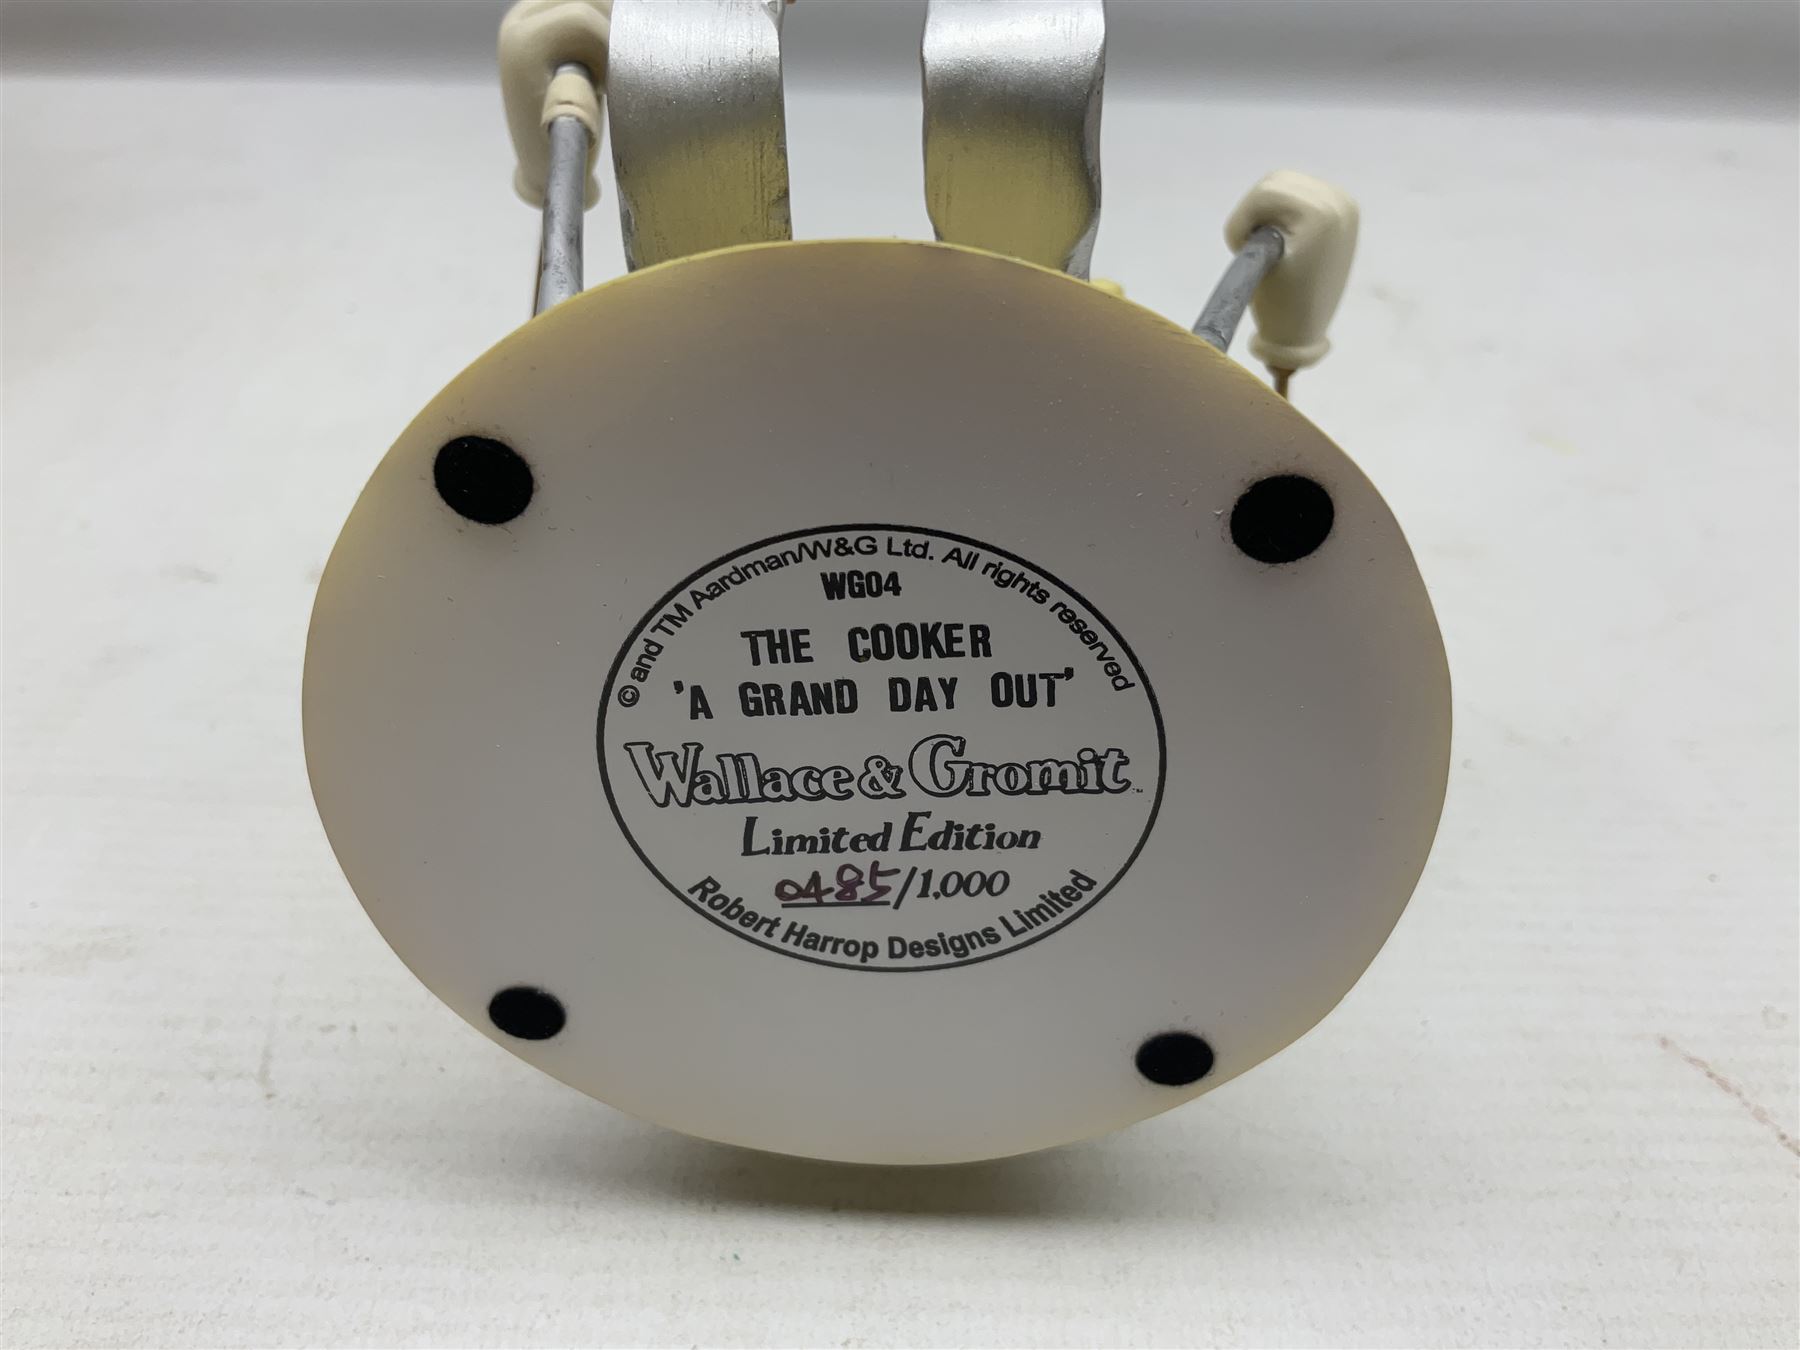 © and TM Aardman/W&G Ltd. All rights reserved
WG04
THE COOKER
'A GRAND DAY OUT'
Wallace & Gromit™
Limited Edition
0485/1,000
Robert Harrop Designs Limited